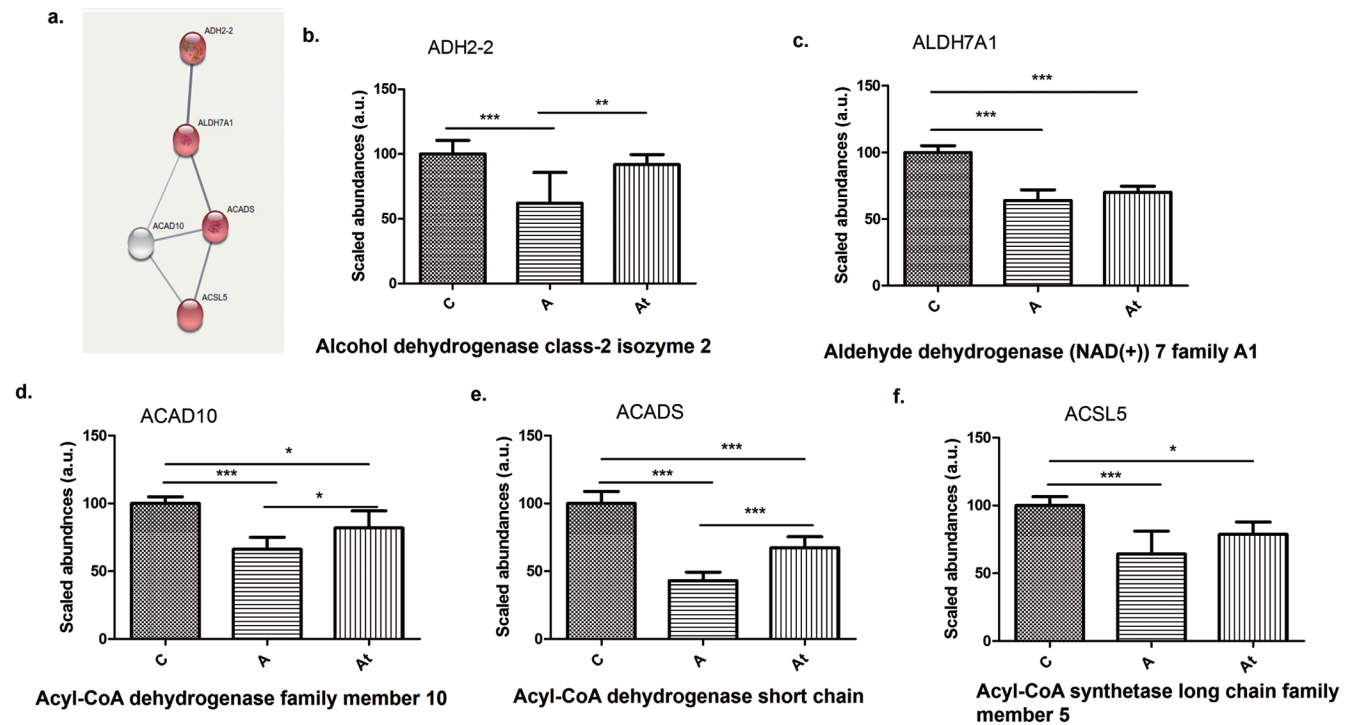 a.
ADH2-2
ALDH7A1
ACADS
ACAD10
ACSL5
b.
ADH2-2
Scaled abundances (a.u.)
150
100
50
0
***
**
C
A
At
Alcohol dehydrogenase class-2 isozyme 2
c.
ALDH7A1
Scaled abundances (a.u.)
150
100
50
0
***
***
C
A
At
Aldehyde dehydrogenase (NAD(+)) 7 family A1
d.
ACAD10
Scaled abundndces (a.u.)
150
100
50
0
*
***
*
C
A
At
Acyl-CoA dehydrogenase family member 10
e.
ACADS
Scaled abundances (a.u.)
150
100
50
0
***
***
***
C
A
At
Acyl-CoA dehydrogenase short chain
f.
ACSL5
Scaled abundances (a.u.)
150
100
50
0
*
***
C
A
At
Acyl-CoA synthetase long chain family
member 5